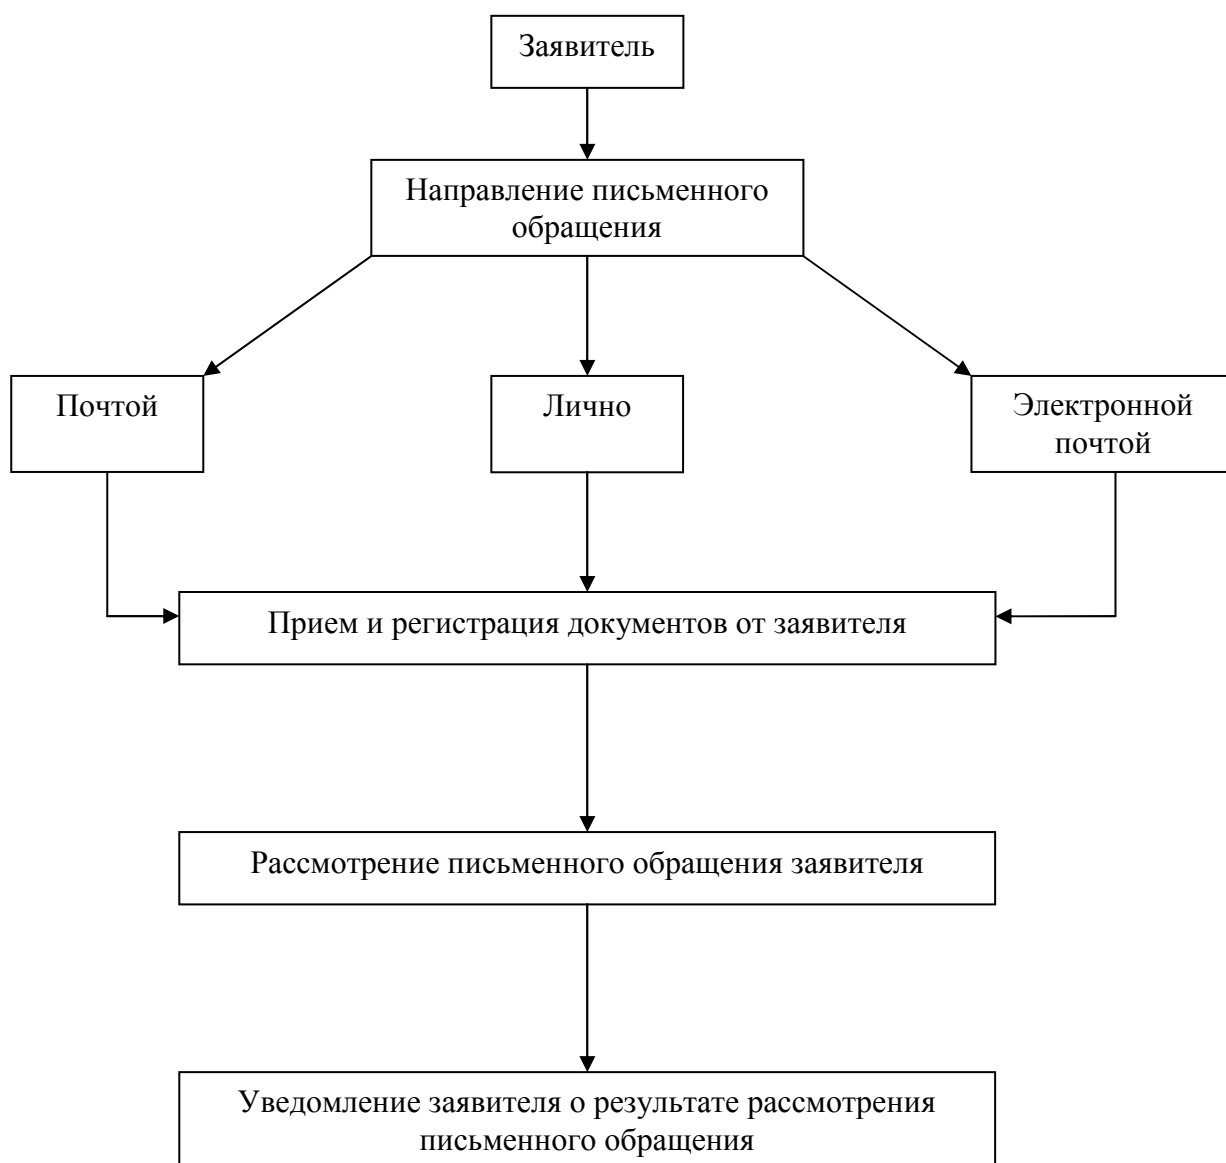 Заявитель
Направление письменного
обращения
Почтой
Лично
Электронной
почтой
Прием и регистрация документов от заявителя
Рассмотрение письменного обращения заявителя
Уведомление заявителя о результате рассмотрения
письменного обращения